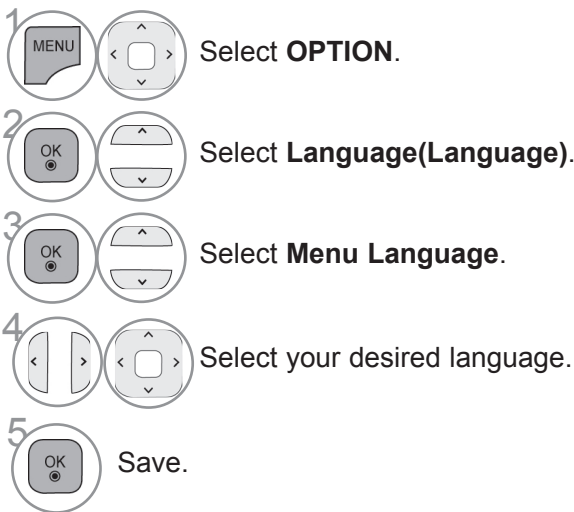 1 MENU Select OPTION.
2 OK Select Language(Language).
3 OK Select Menu Language.
4 Select your desired language.
5 OK Save.